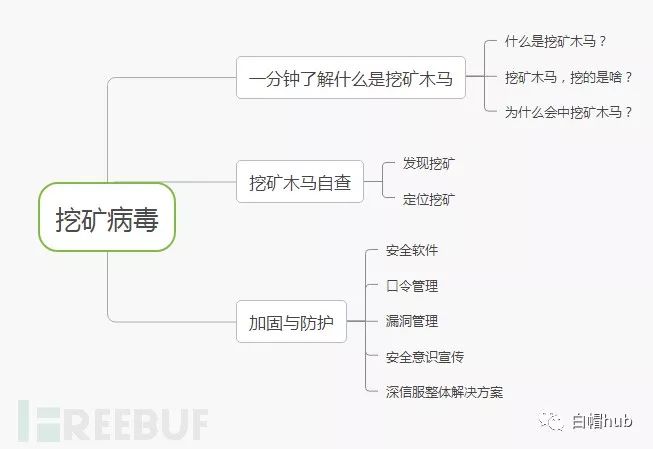 一分钟了解什么是挖矿木马
什么是挖矿木马？
挖矿木马，挖的是啥？
为什么会中挖矿木马？
挖矿病毒
挖矿木马自查
发现挖矿
定位挖矿
加固与防护
安全软件
口令管理
漏洞管理
安全意识宣传
深信服整体解决方案
FREEBUF
白帽hub